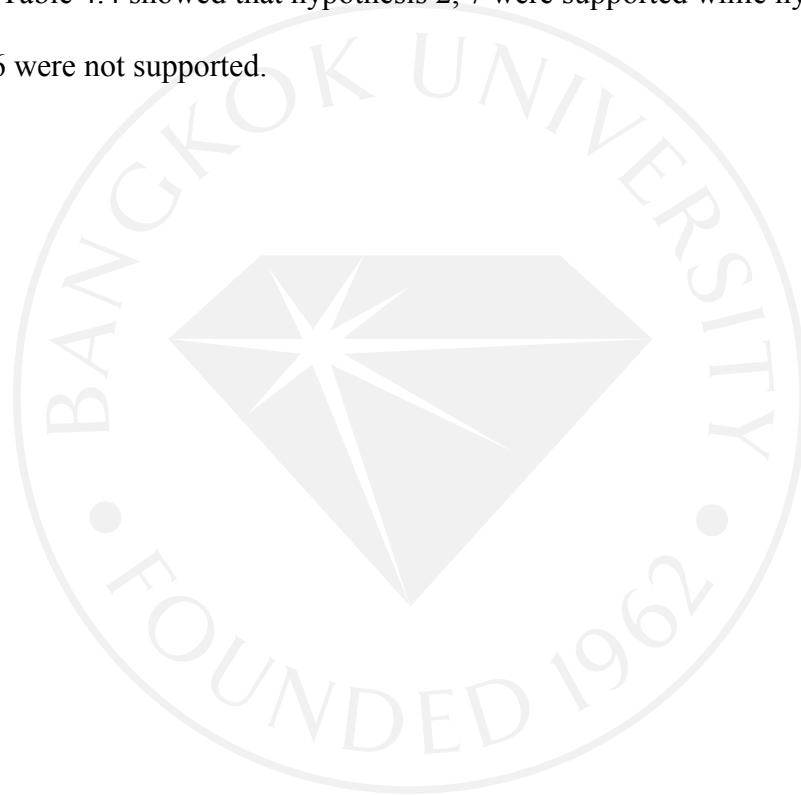 Table 4.4 showed that hypothesis 2, 7 were supported while
6 were not supported.
BANGKOK UNIVERSITY
FOUNDED 1962